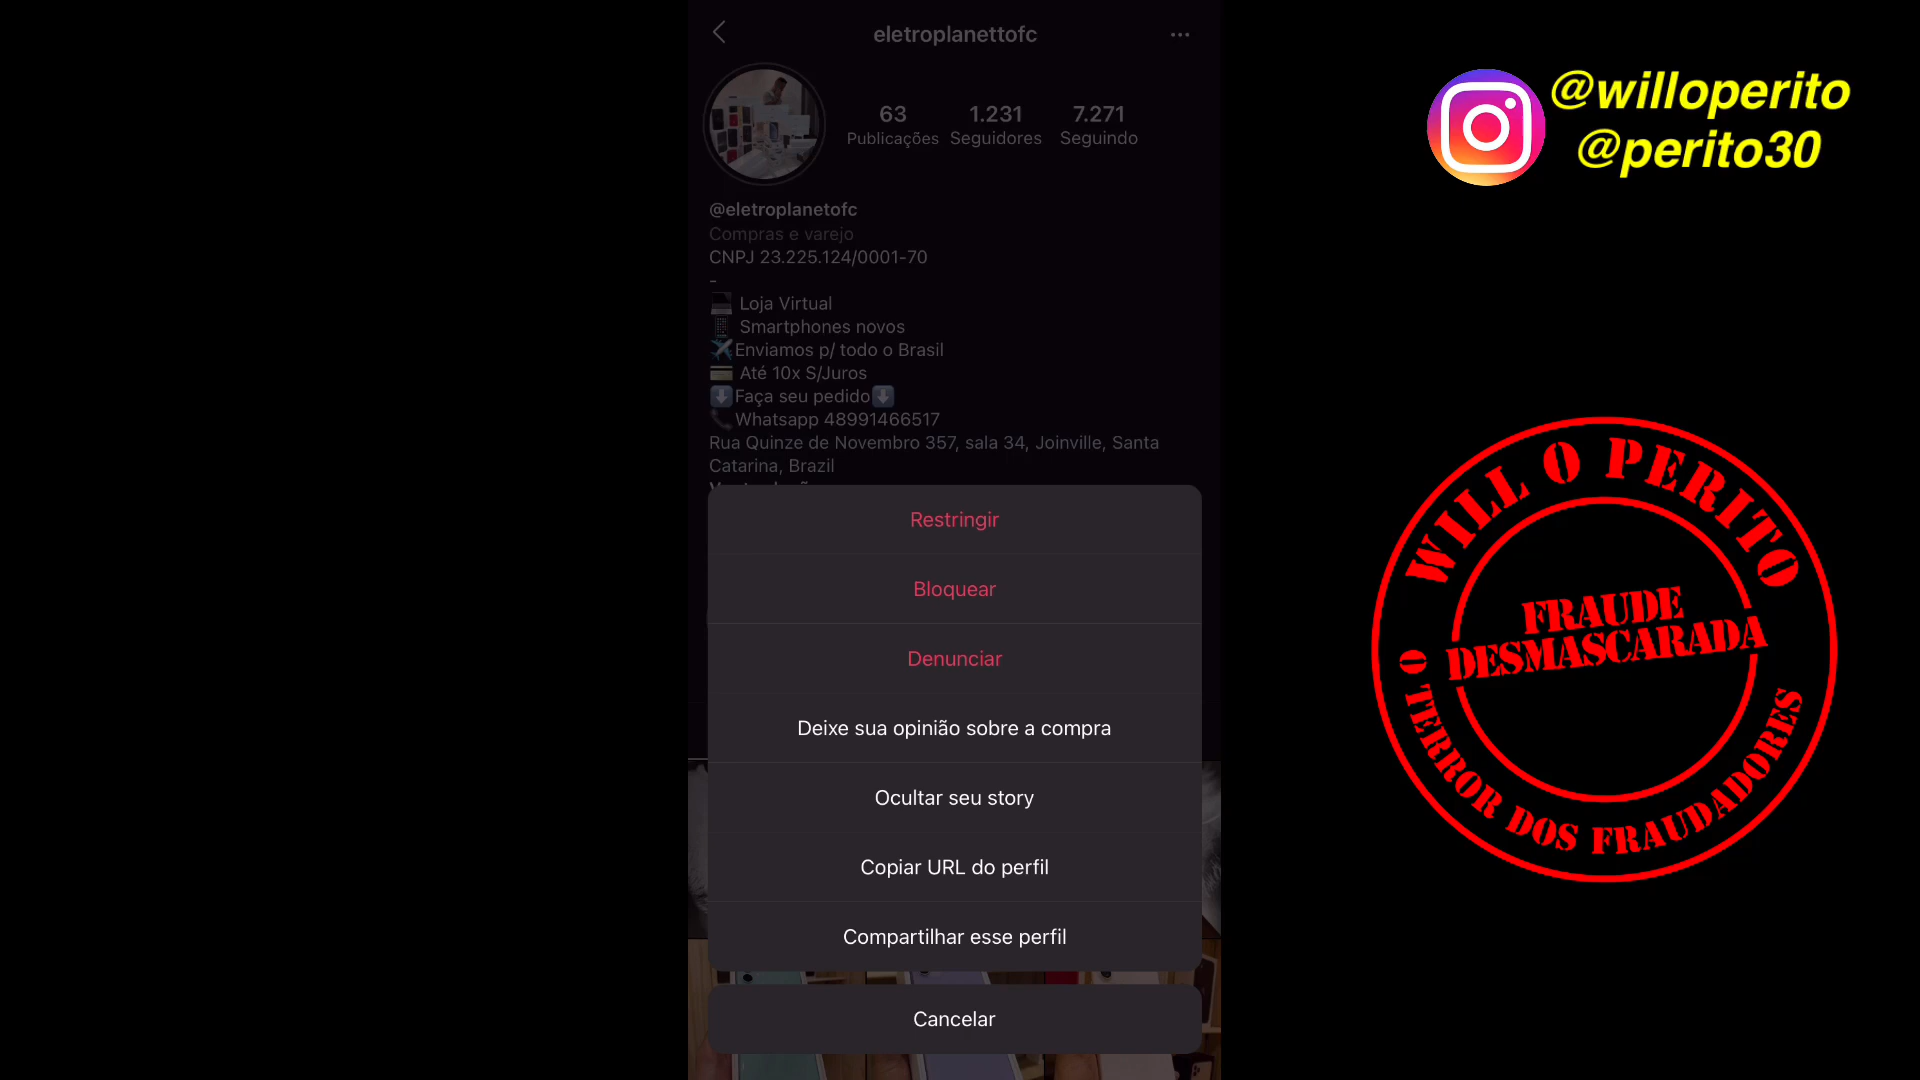 eletroplanettofc
63
1.231
7.271
Publicações
Seguidores
Seguindo
@eletroplanetofc
Compras e varejo
CNPJ 23.225.124/0001-70
-
Loja Virtual
Smartphones novos
Enviamos p/ todo o Brasil
Até 10x S/Juros
Faça seu pedido
Whatsapp 48991466517
Rua Quinze de Novembro 357, sala 34, Joinville, Santa
Catarina, Brazil
Restringir
Bloquear
Denunciar
Deixe sua opinião sobre a compra
Ocultar seu story
Copiar URL do perfil
Compartilhar esse perfil
Cancelar
@willoperito
@perito30
WILL O PERITO
FRAUDE
DESMASCARADA
O TERROR DOS FRAUDADORES